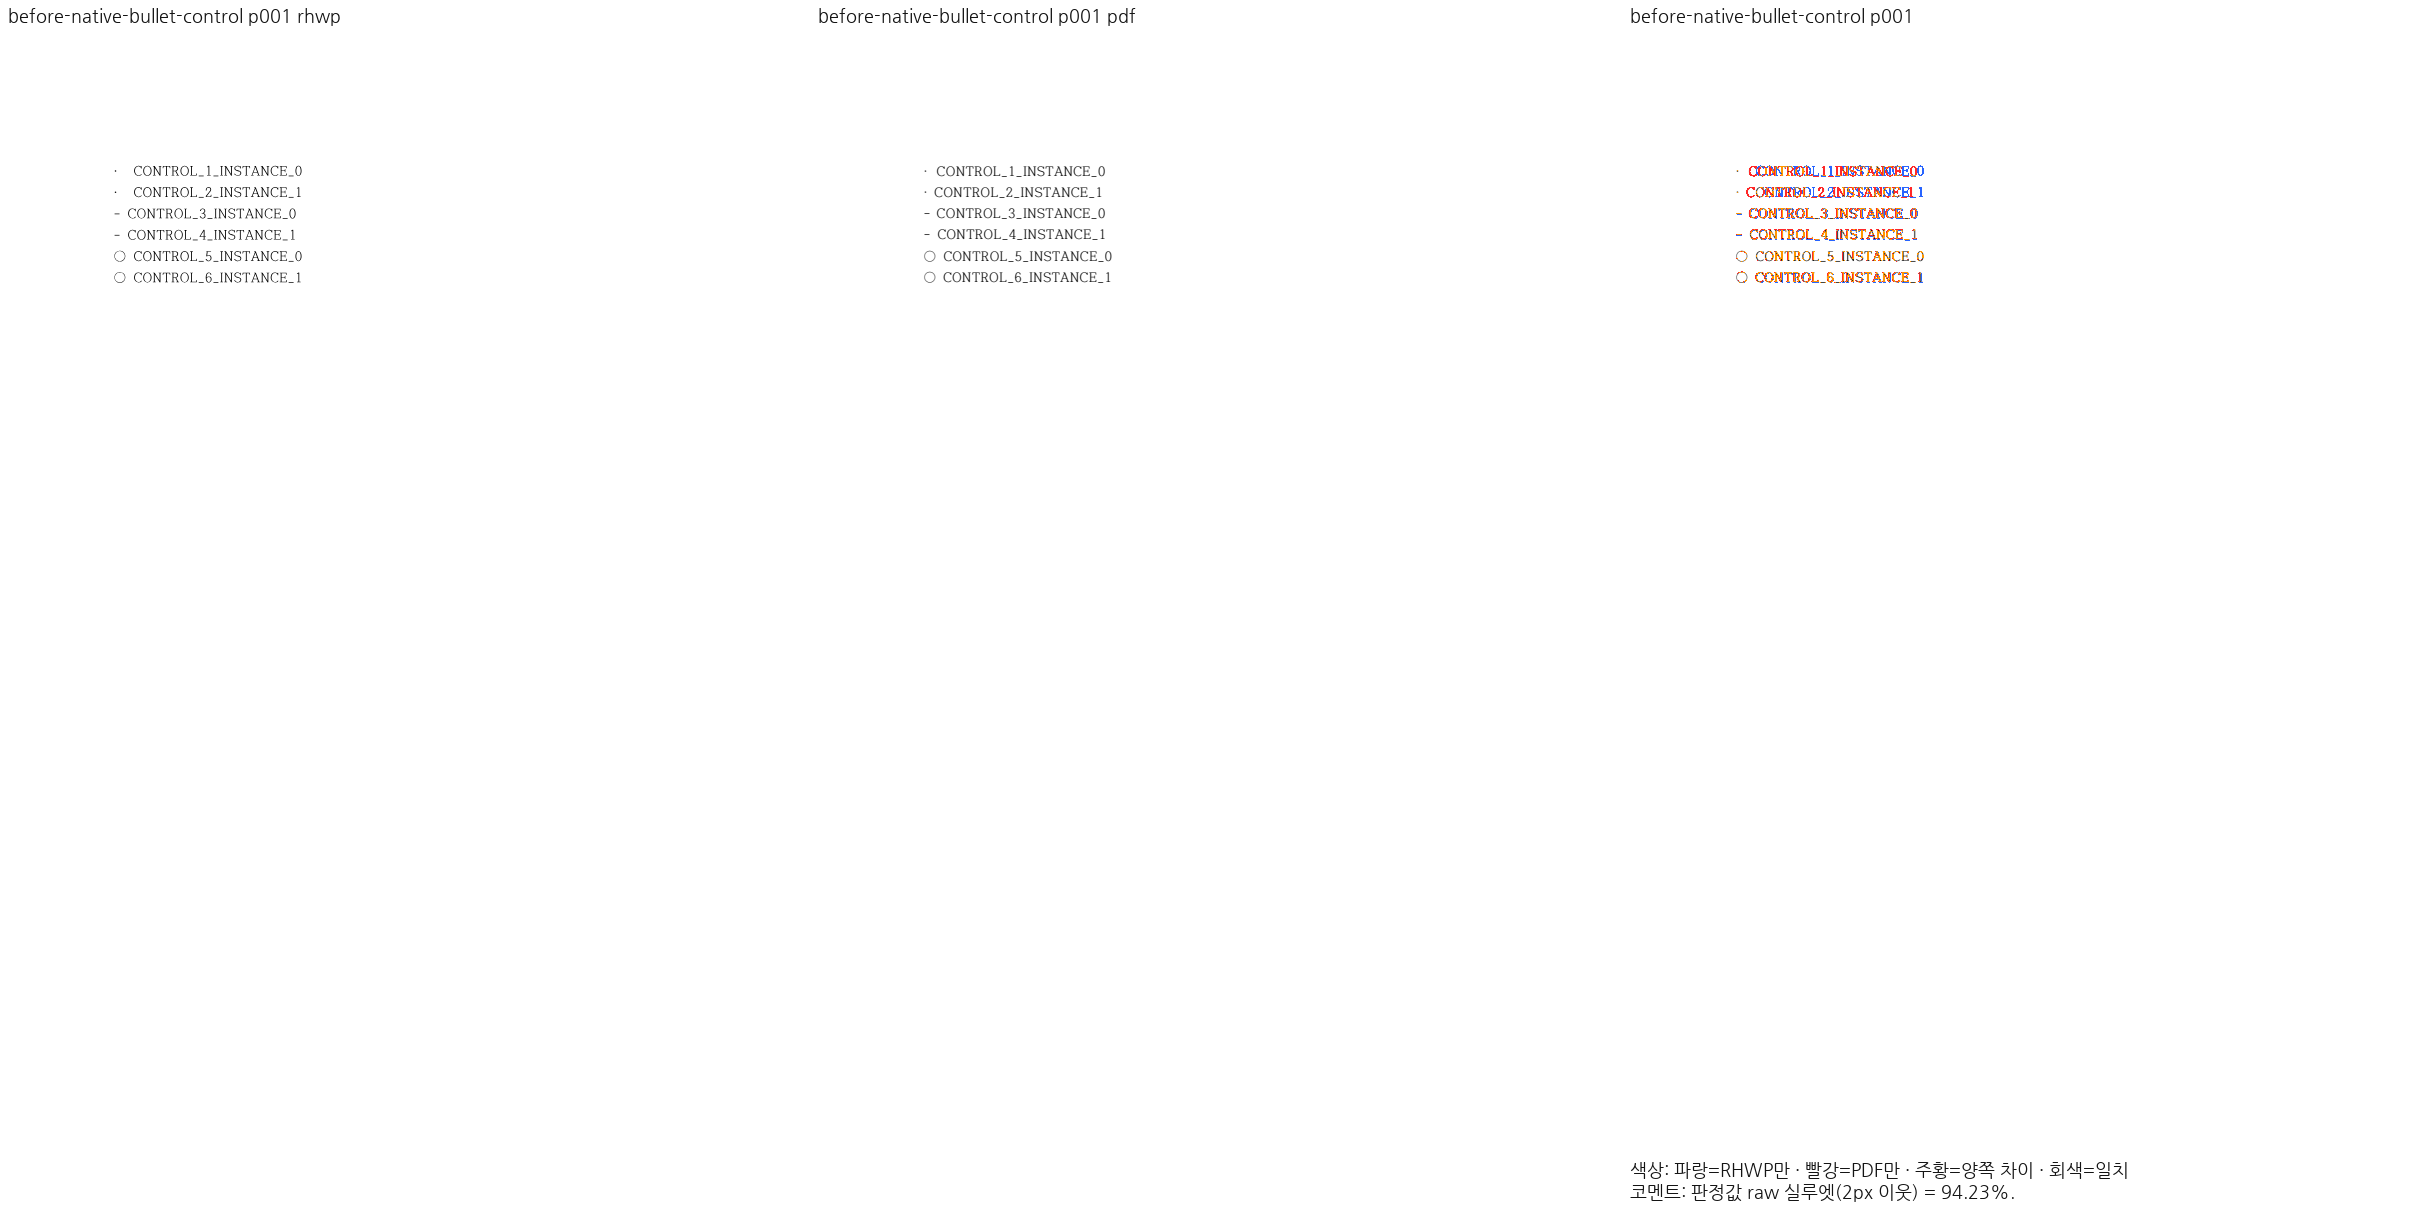 before-native-bullet-control p001 rhwp
· CONTROL_1_INSTANCE_0
· CONTROL_2_INSTANCE_1
- CONTROL_3_INSTANCE_0
- CONTROL_4_INSTANCE_1
○ CONTROL_5_INSTANCE_0
○ CONTROL_6_INSTANCE_1
before-native-bullet-control p001 pdf
· CONTROL_1_INSTANCE_0
· CONTROL_2_INSTANCE_1
- CONTROL_3_INSTANCE_0
- CONTROL_4_INSTANCE_1
○ CONTROL_5_INSTANCE_0
○ CONTROL_6_INSTANCE_1
before-native-bullet-control p001
- CONTROL_3_INSTANCE_0
- CONTROL_4_INSTANCE_1
○ CONTROL_5_INSTANCE_0
○ CONTROL_6_INSTANCE_1
색상: 파랑=RHWP만 · 빨강=PDF만 · 주황=양쪽 차이 · 회색=일치
코멘트: 판정값 raw 실루엣(2px 이웃) = 94.23%.